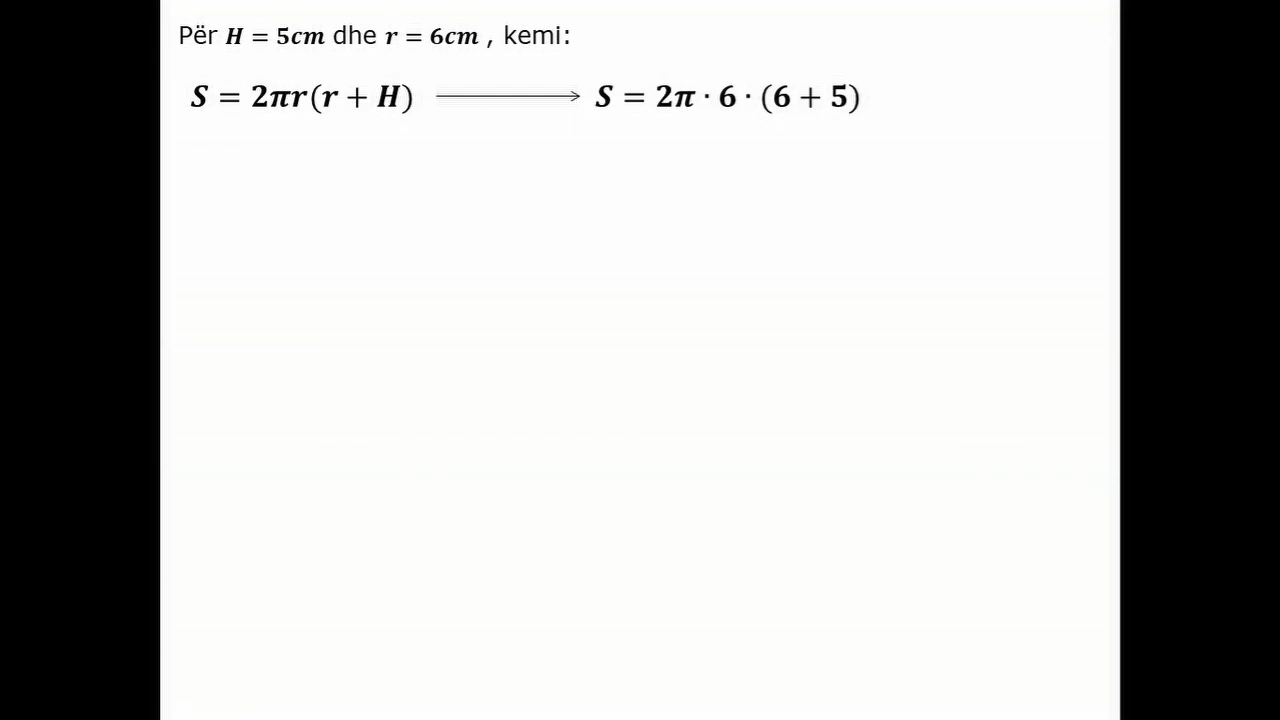 Për H = 5cm dhe r = 6cm , kemi:
S = 2πr(r + H) ⟶ S = 2π · 6 · (6 + 5)